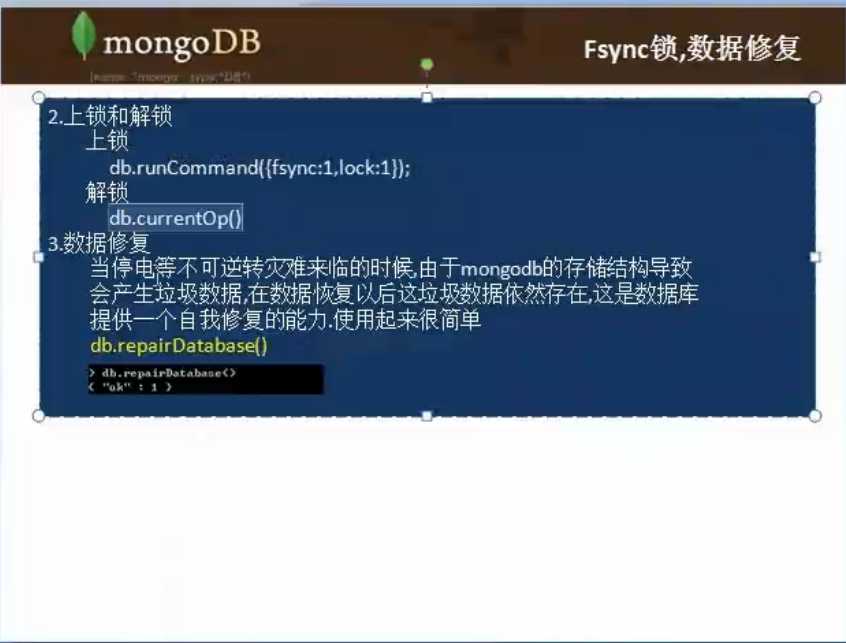 mongoDB
{name: "mongo", type:"DB"}
Fsync锁,数据修复
2.上锁和解锁
上锁
db.runCommand({fsync:1,lock:1});
解锁
db.currentOp()
3.数据修复
当停电等不可逆转灾难来临的时候,由于mongodb的存储结构导致
会产生垃圾数据,在数据恢复以后这垃圾数据依然存在,这是数据库
提供一个自我修复的能力.使用起来很简单
db.repairDatabase()
> db.repairDatabase()
{ "ok" : 1 }